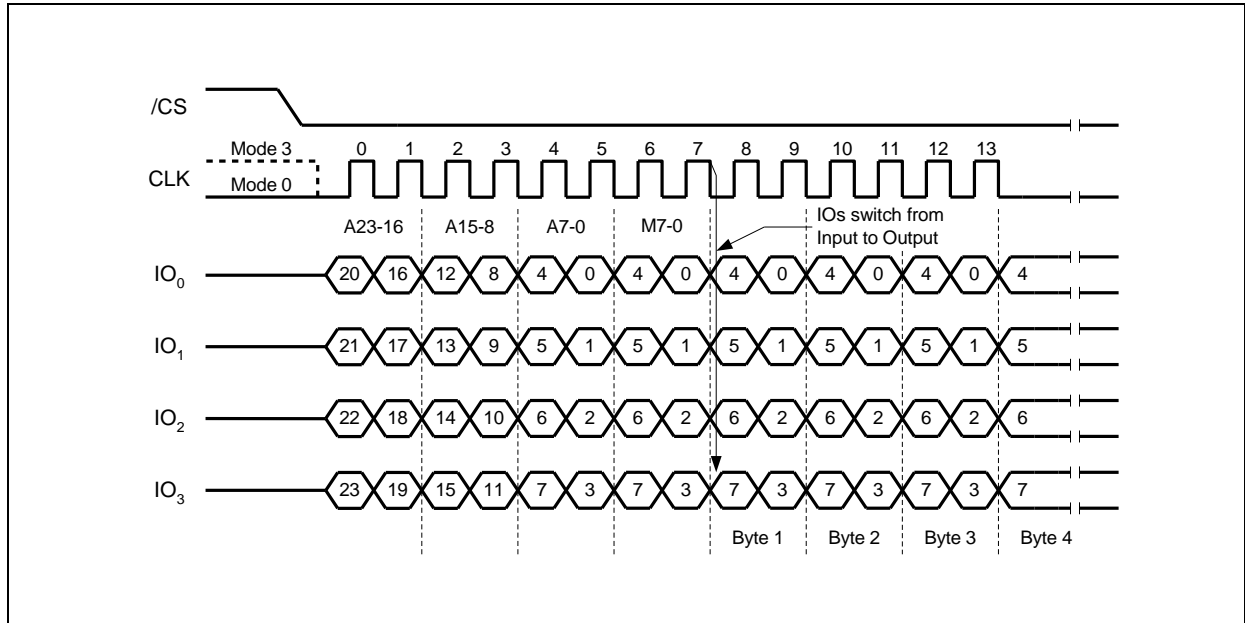 /CS
Mode 3
0 1 2 3 4 5 6 7 8 9 10 11 12 13
CLK
Mode 0
IOs switch from
Input to Output
A23-16 A15-8 A7-0 M7-0
IO0 20 16 12 8 4 0 4 0 4 0 4 0 4 0 4
IO1 21 17 13 9 5 1 5 1 5 1 5 1 5 1 5
IO2 22 18 14 10 6 2 6 2 6 2 6 2 6 2 6
IO3 23 19 15 11 7 3 7 3 7 3 7 3 7 3 7
Byte 1 Byte 2 Byte 3 Byte 4